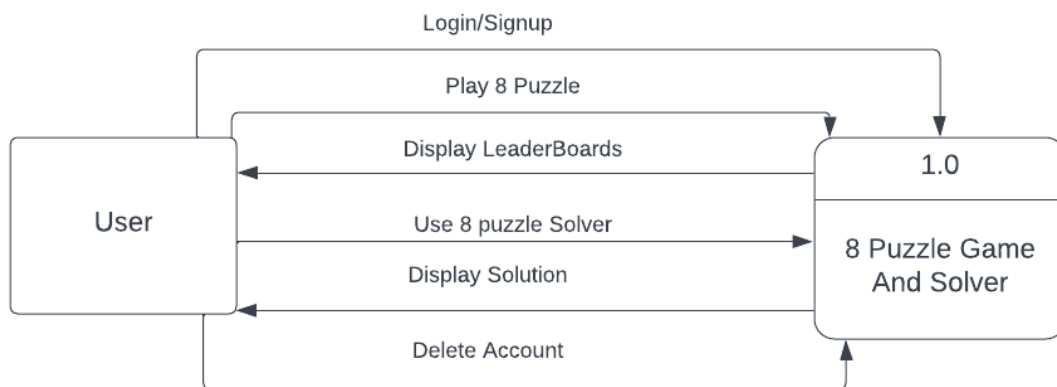 Login/Signup
Play 8 Puzzle
Display LeaderBoards
1.0
User
Use 8 puzzle Solver
8 Puzzle Game
And Solver
Display Solution
Delete Account